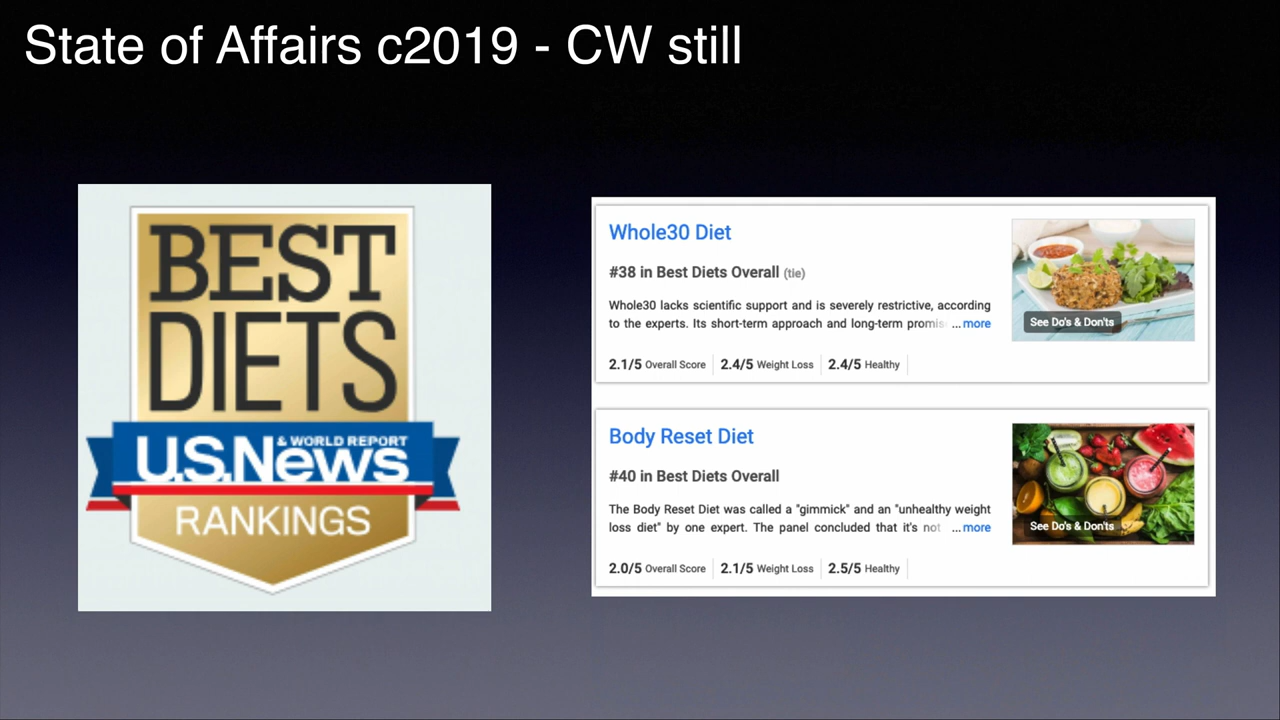 State of Affairs c2019 - CW still
BEST
DIETS
U.S.News & WORLD REPORT
RANKINGS
Whole30 Diet
#38 in Best Diets Overall (tie)
Whole30 lacks scientific support and is severely restrictive, according
to the experts. Its short-term approach and long-term ... more
2.1/5 Overall Score 2.4/5 Weight Loss 2.4/5 Healthy
See Do's & Don'ts
Body Reset Diet
#40 in Best Diets Overall
The Body Reset Diet was called a "gimmick" and an "unhealthy weight
loss diet" by one expert. The panel concluded that it's not ... more
2.0/5 Overall Score 2.1/5 Weight Loss 2.5/5 Healthy
See Do's & Don'ts